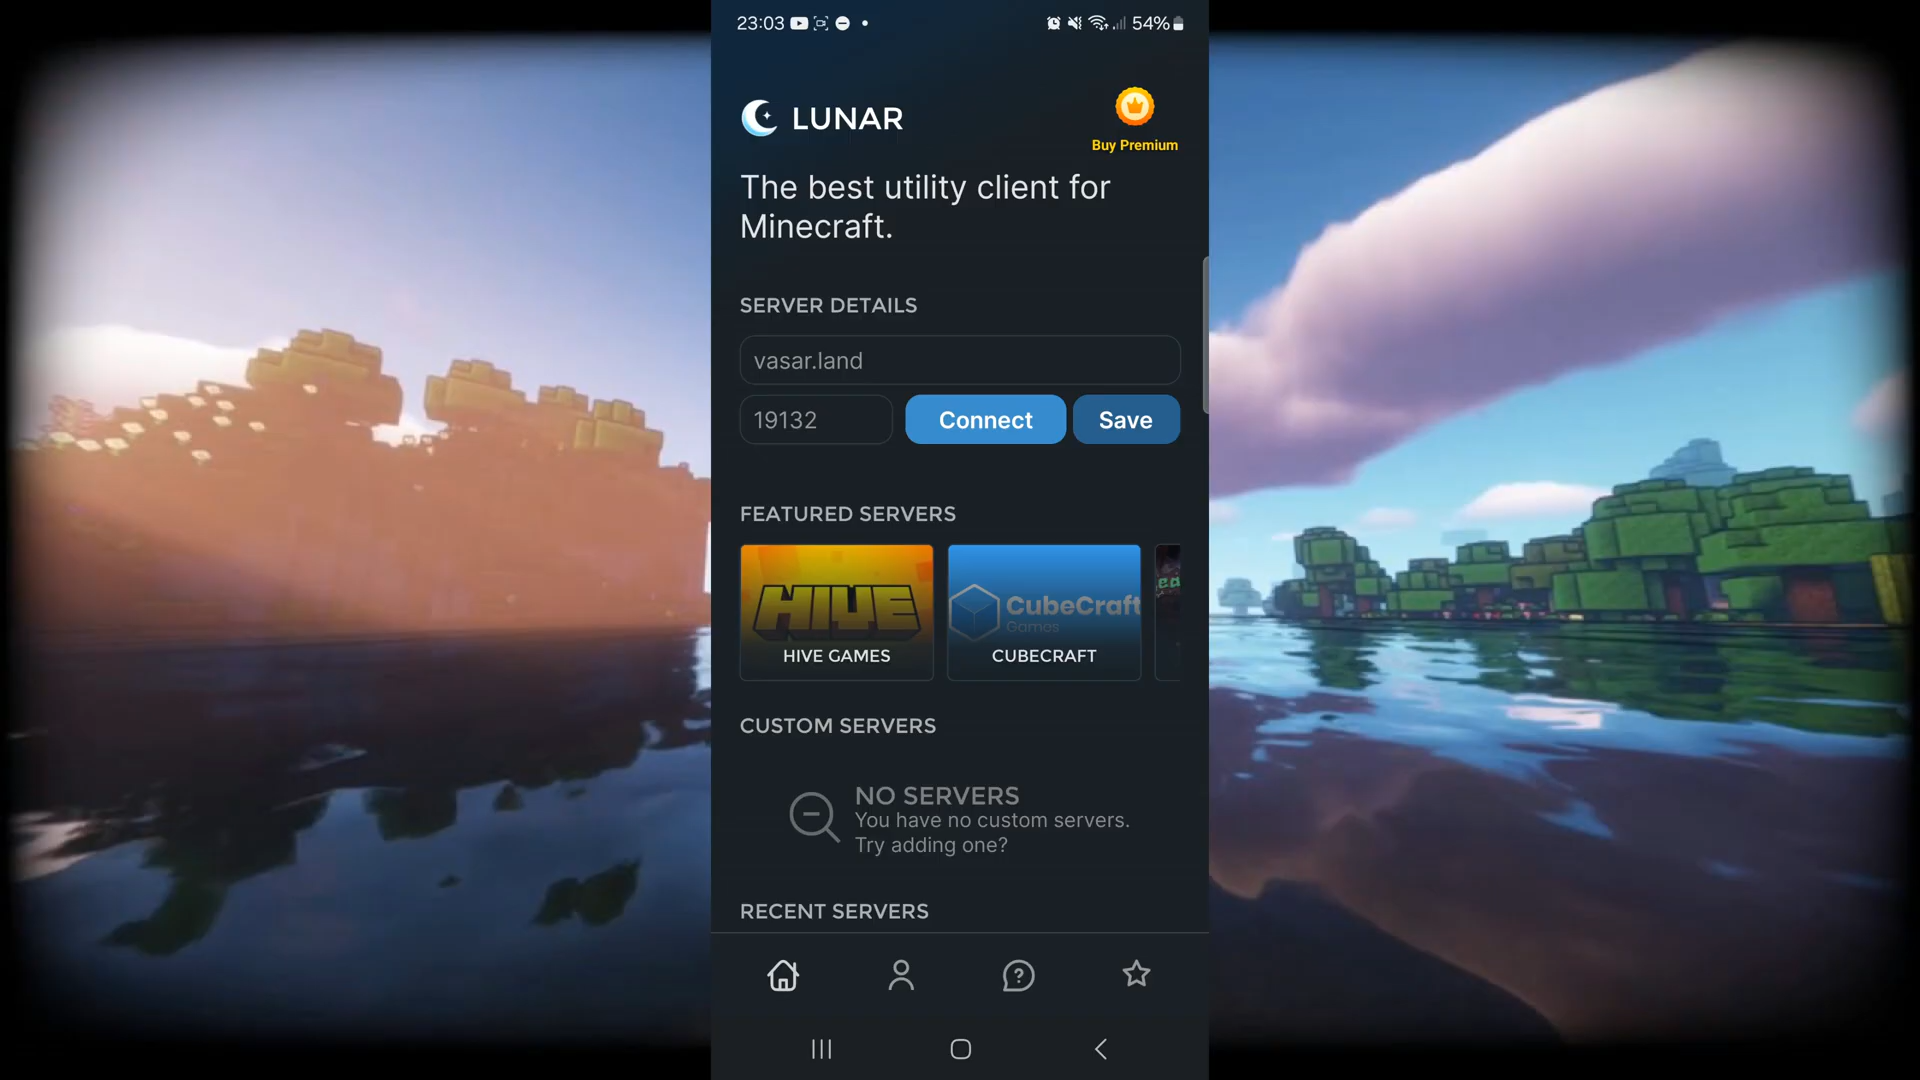 23:03
54%
LUNAR
Buy Premium
The best utility client for
Minecraft.
SERVER DETAILS
vasar.land
19132
Connect
Save
FEATURED SERVERS
HIVE
HIVE GAMES
CubeCraft
Games
CUBECRAFT
CUSTOM SERVERS
NO SERVERS
You have no custom servers.
Try adding one?
RECENT SERVERS